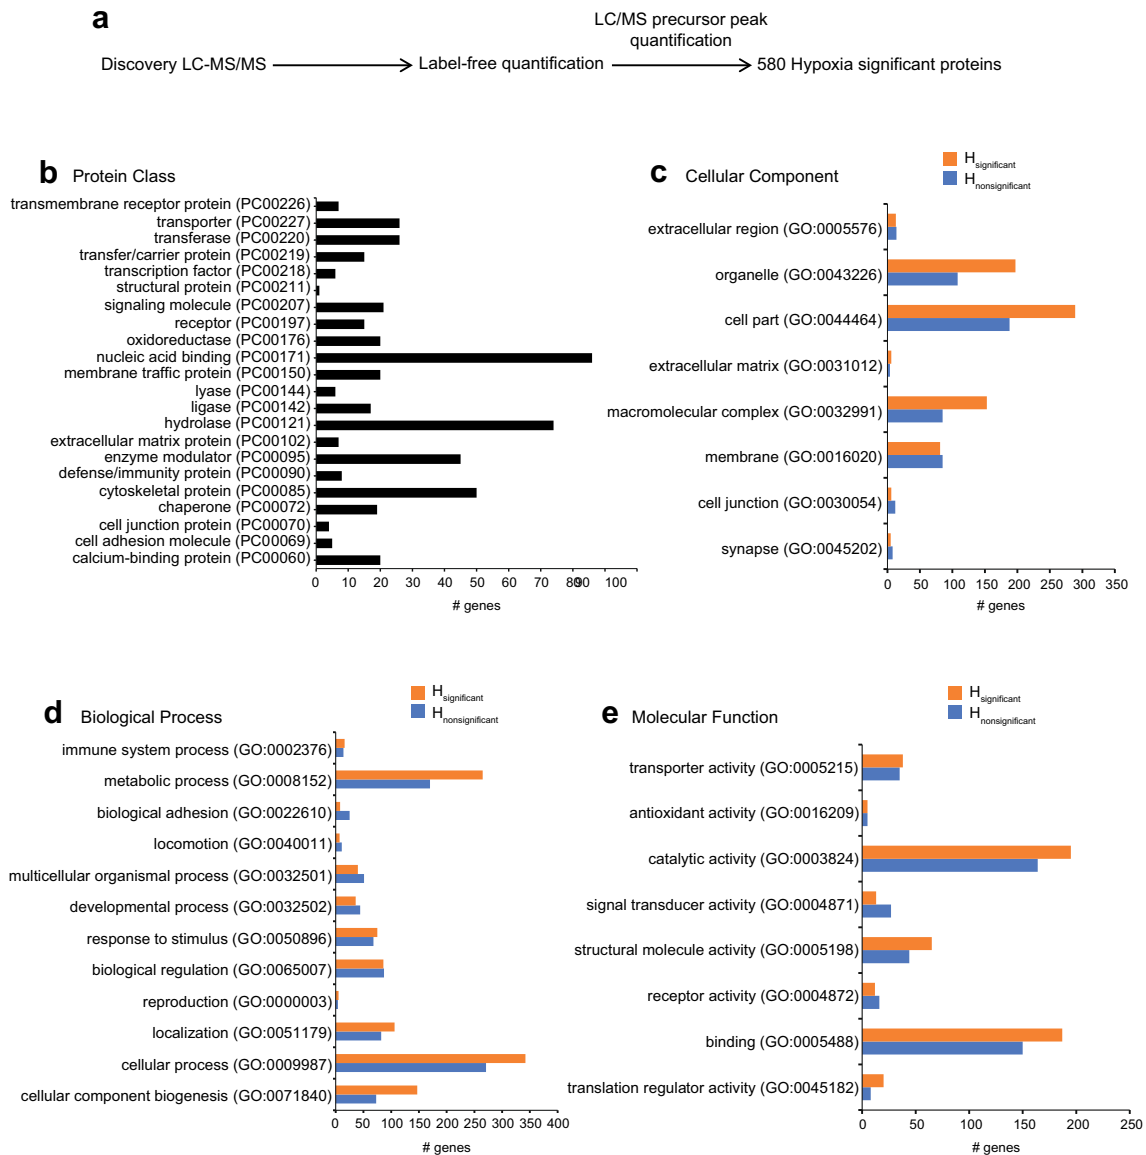 a
LC/MS precursor peak
quantification
Discovery LC-MS/MS
Label-free quantification
580 Hypoxia significant proteins
b Protein Class
transmembrane receptor protein (PC00226)
transporter (PC00227)
transferase (PC00220)
transfer/carrier protein (PC00219)
transcription factor (PC00218)
structural protein (PC00211)
signaling molecule (PC00207)
receptor (PC00197)
oxidoreductase (PC00176)
nucleic acid binding (PC00171)
membrane traffic protein (PC00150)
lyase (PC00144)
ligase (PC00142)
hydrolase (PC00121)
extracellular matrix protein (PC00102)
enzyme modulator (PC00095)
defense/immunity protein (PC00090)
cytoskeletal protein (PC00085)
chaperone (PC00072)
cell junction protein (PC00070)
cell adhesion molecule (PC00069)
calcium-binding protein (PC00060)
0 10 20 30 40 50 60 70 80 90 100 110
# genes
c Cellular Component
Hsignificant
Hnonsignificant
extracellular region (GO:0005576)
organelle (GO:0043226)
cell part (GO:0044464)
extracellular matrix (GO:0031012)
macromolecular complex (GO:0032991)
membrane (GO:0016020)
cell junction (GO:0030054)
synapse (GO:0045202)
0 50 100 150 200 250 300 350
# genes
d Biological Process
Hsignificant
Hnonsignificant
immune system process (GO:0002376)
metabolic process (GO:0008152)
biological adhesion (GO:0022610)
locomotion (GO:0040011)
multicellular organismal process (GO:0032501)
developmental process (GO:0032502)
response to stimulus (GO:0050896)
biological regulation (GO:0065007)
reproduction (GO:0000003)
localization (GO:0051179)
cellular process (GO:0009987)
cellular component biogenesis (GO:0071840)
0 50 100 150 200 250 300 350 400
# genes
e Molecular Function
Hsignificant
Hnonsignificant
transporter activity (GO:0005215)
antioxidant activity (GO:0016209)
catalytic activity (GO:0003824)
signal transducer activity (GO:0004871)
structural molecule activity (GO:0005198)
receptor activity (GO:0004872)
binding (GO:0005488)
translation regulator activity (GO:0045182)
0 50 100 150 200 250
# genes